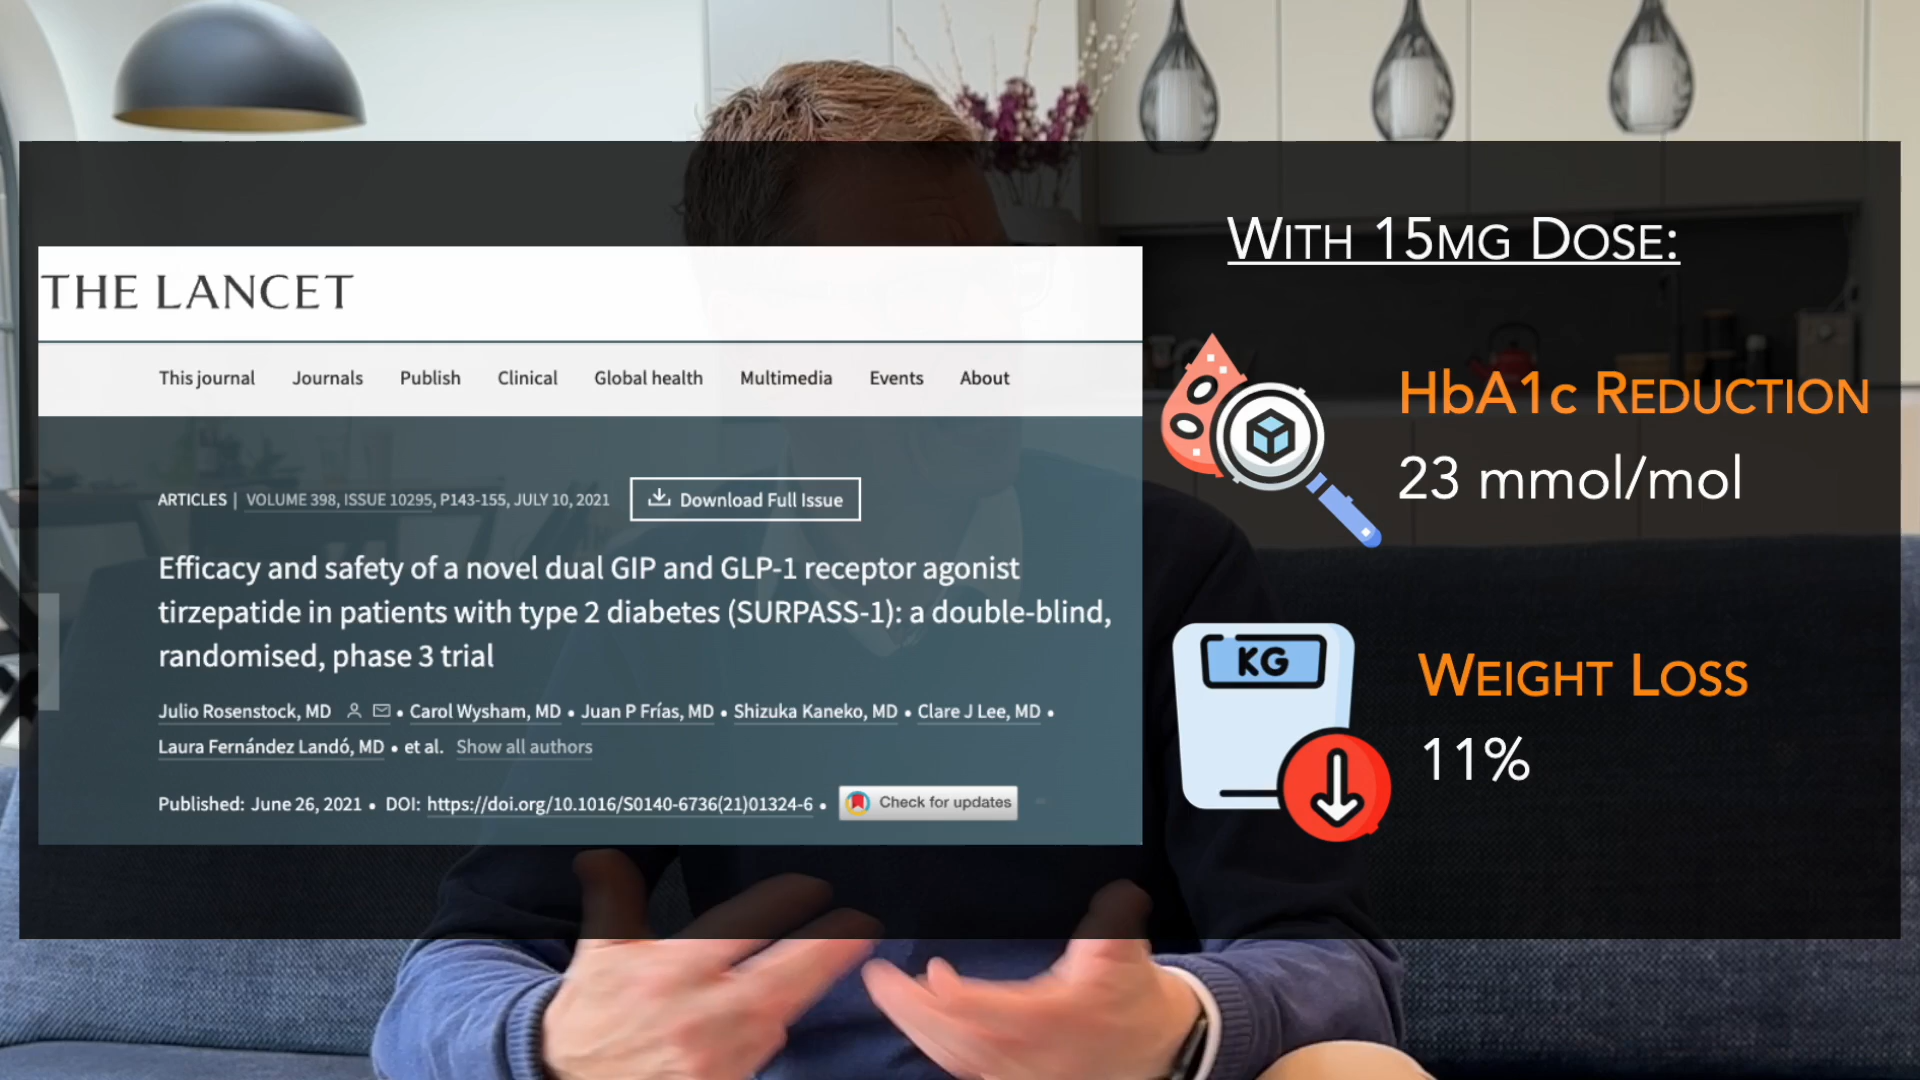 THE LANCET
This journal Journals Publish Clinical Global health Multimedia Events About
ARTICLES | VOLUME 398, ISSUE 10295, P143-155, JULY 10, 2021 Download Full Issue
Efficacy and safety of a novel dual GIP and GLP-1 receptor agonist
tirzepatide in patients with type 2 diabetes (SURPASS-1): a double-blind,
randomised, phase 3 trial
Julio Rosenstock, MD • Carol Wysham, MD • Juan P Frías, MD • Shizuka Kaneko, MD • Clare J Lee, MD •
Laura Fernández Landó, MD • et al. Show all authors
Published: June 26, 2021 • DOI: https://doi.org/10.1016/S0140-6736(21)01324-6 • Check for updates
WITH 15MG DOSE:
HbA1c REDUCTION
23 mmol/mol
KG
WEIGHT LOSS
11%